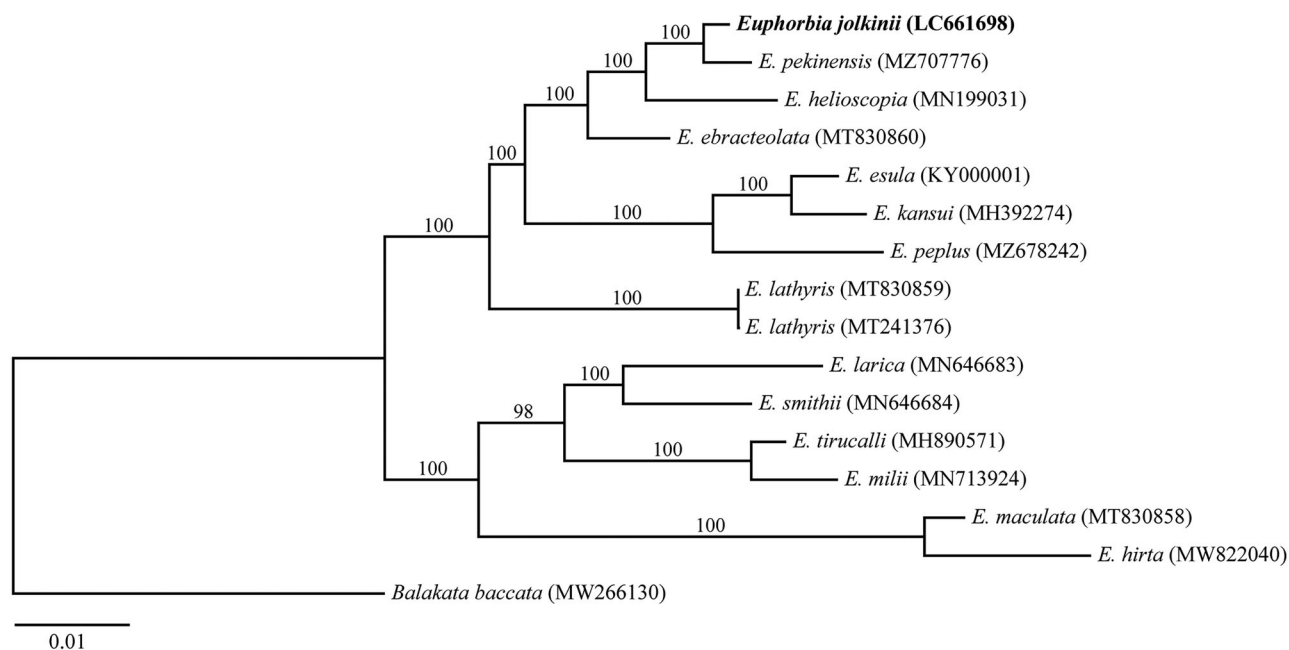 Euphorbia jolkinii (LC661698)
100
E. pekinensis (MZ707776)
100
E. helioscopia (MN199031)
100
E. ebracteolata (MT830860)
100
E. esula (KY000001)
100
E. kansui (MH392274)
100
E. peplus (MZ678242)
100
E. lathyris (MT830859)
100
E. lathyris (MT241376)
E. larica (MN646683)
100
E. smithii (MN646684)
98
E. tirucalli (MH890571)
100
E. milii (MN713924)
100
E. maculata (MT830858)
100
E. hirta (MW822040)
Balakata baccata (MW266130)
0.01